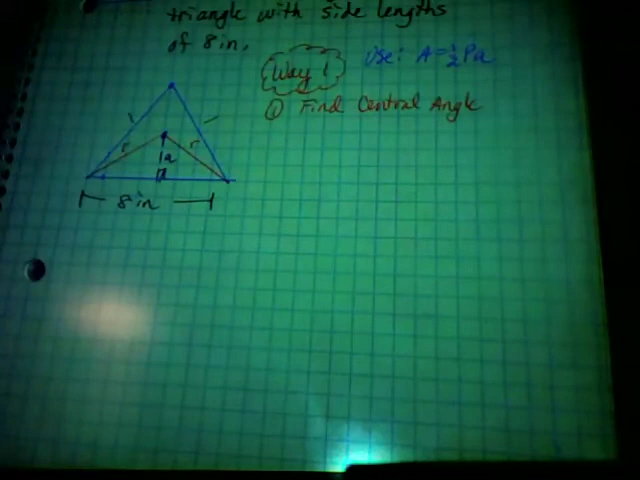 triangle with side lengths
of 8 in.
Way 1
Use: A = 1/2 Pa
① Find Central Angle
r
r
a
8 in